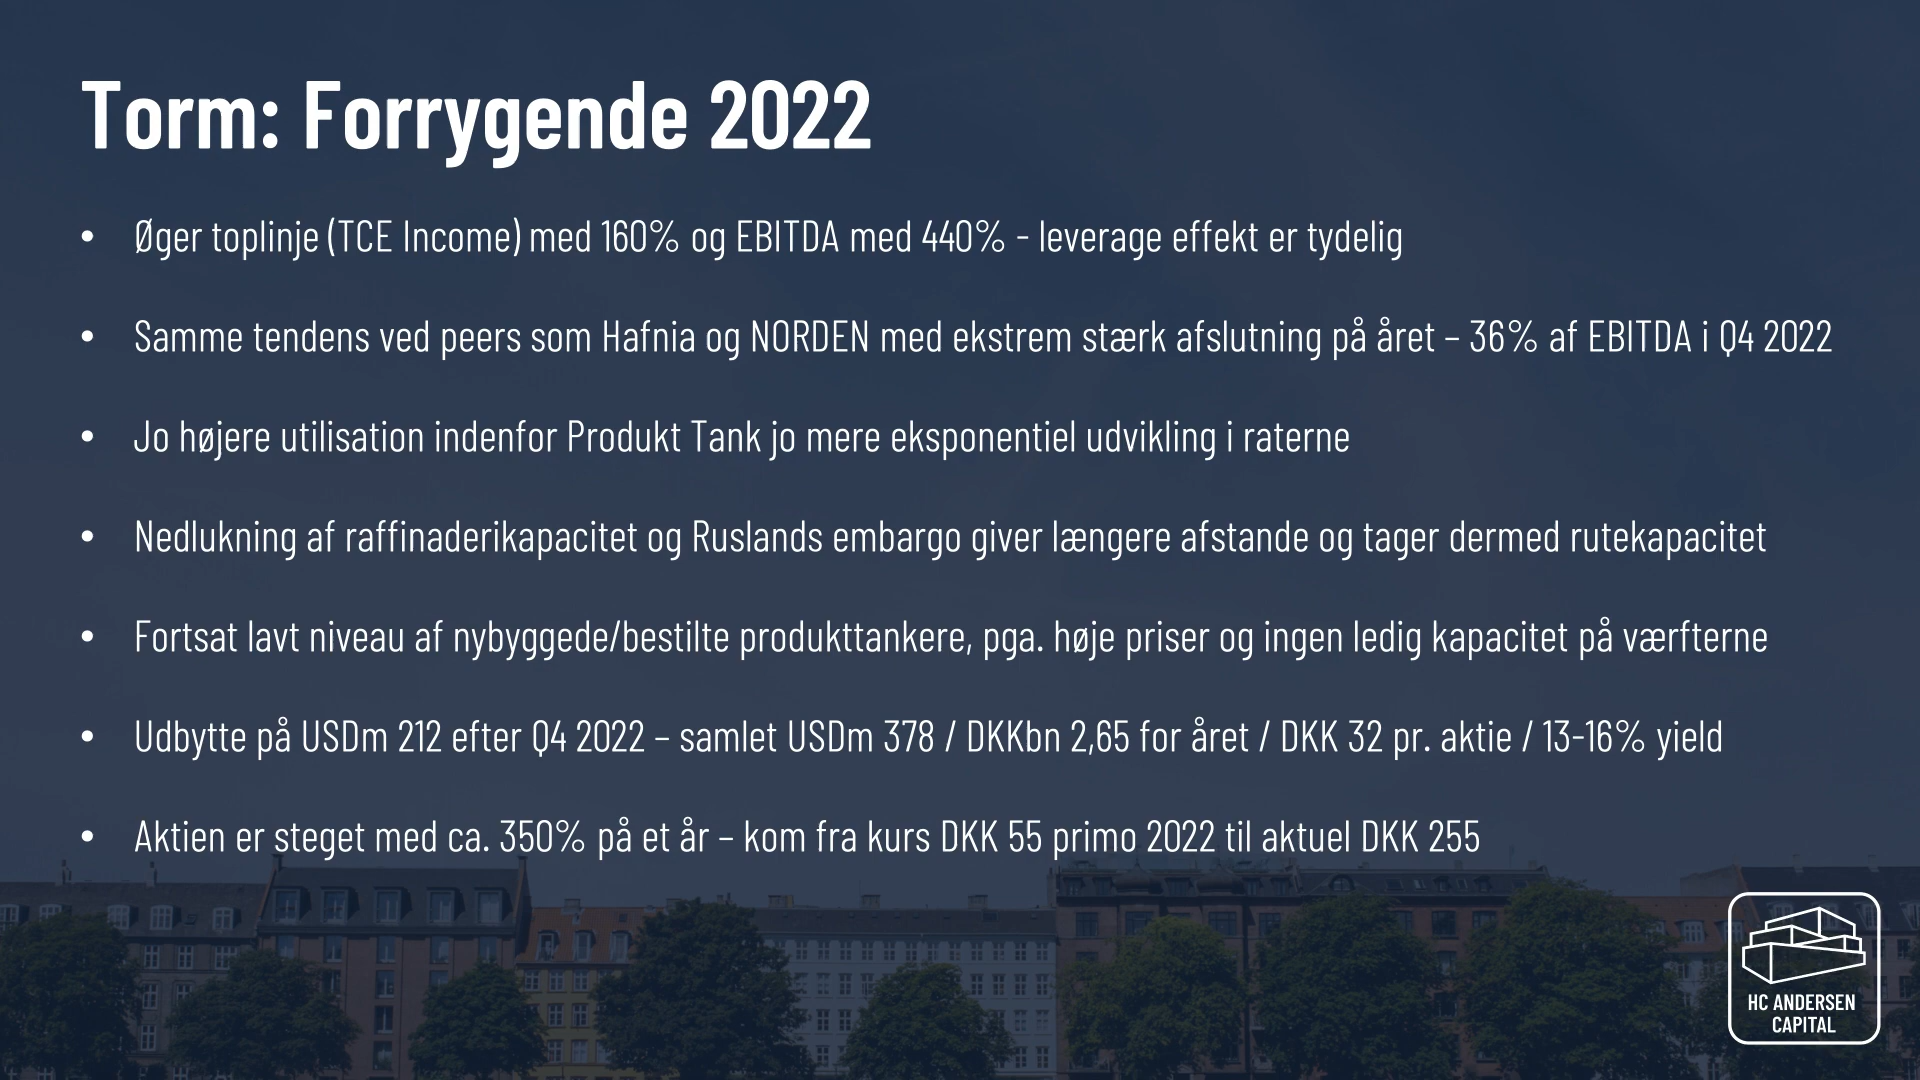 Torm: Forrygende 2022
• Øger toplinje (TCE Income) med 160% og EBITDA med 440% - leverage effekt er tydelig
• Samme tendens ved peers som Hafnia og NORDEN med ekstrem stærk afslutning på året – 36% af EBITDA i Q4 2022
• Jo højere utilisation indenfor Produkt Tank jo mere eksponentiel udvikling i raterne
• Nedlukning af raffinaderikapacitet og Ruslands embargo giver længere afstande og tager dermed rutekapacitet
• Fortsat lavt niveau af nybyggede/bestilte produkttankere, pga. høje priser og ingen ledig kapacitet på værfterne
• Udbytte på USDm 212 efter Q4 2022 – samlet USDm 378 / DKKbn 2,65 for året / DKK 32 pr. aktie / 13-16% yield
• Aktien er steget med ca. 350% på et år – kom fra kurs DKK 55 primo 2022 til aktuel DKK 255
HC ANDERSEN
CAPITAL